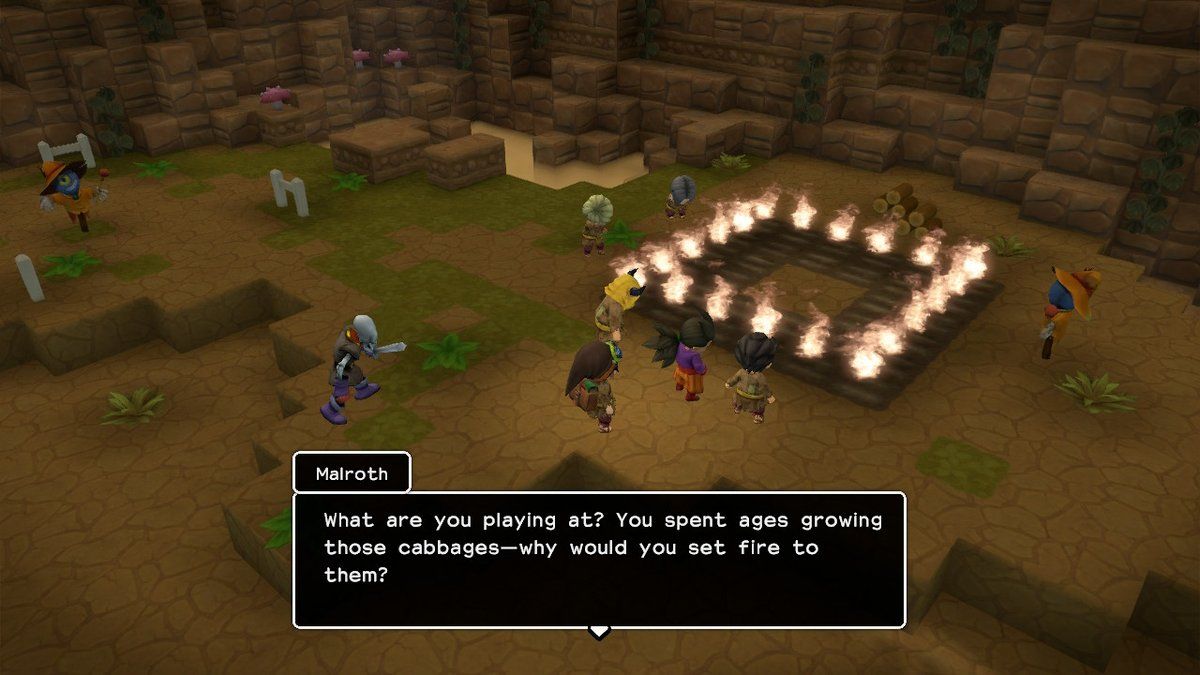 Malroth
What are you playing at? You spent ages growing
those cabbages—why would you set fire to
them?